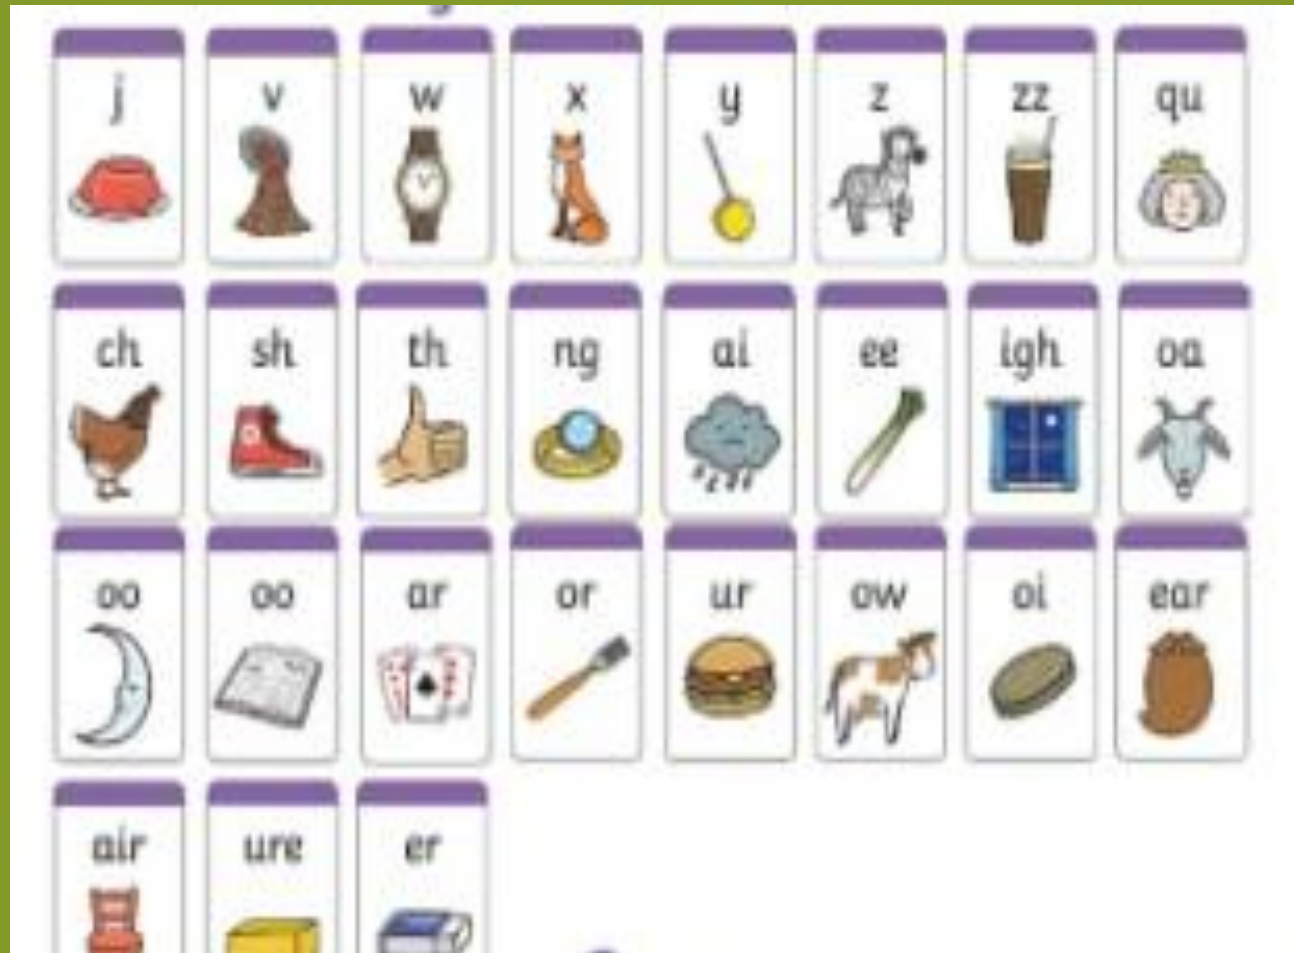 j v w x y z zz qu
ch sh th ng ai ee igh oa
oo oo ar or ur ow oi ear
air ure er